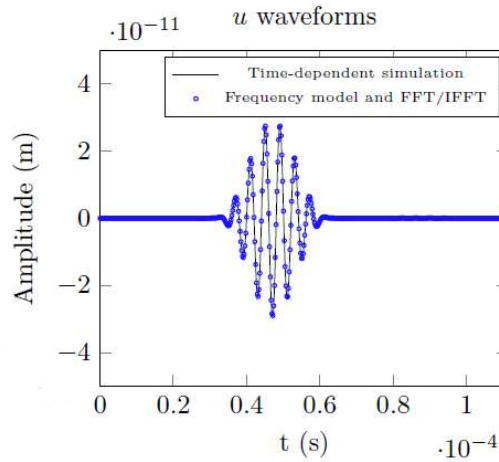 u waveforms
·10⁻¹¹
Time-dependent simulation
Frequency model and FFT/IFFT
4
2
0
−2
−4
Amplitude (m)
0 0.2 0.4 0.6 0.8 1
t (s)
·10⁻⁴